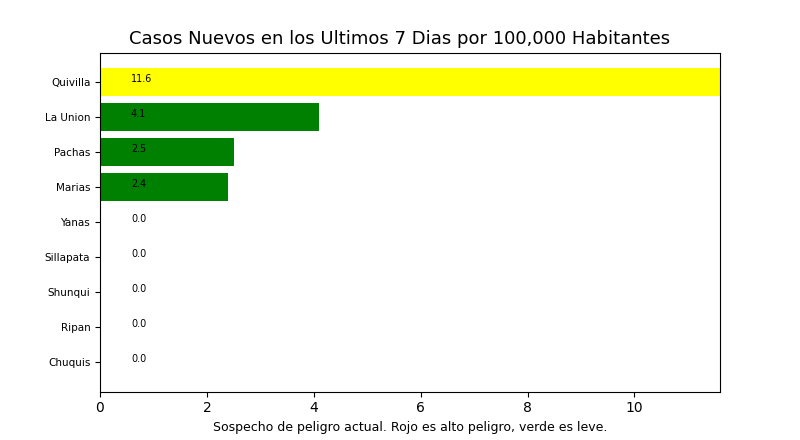 Casos Nuevos en los Ultimos 7 Dias por 100,000 Habitantes
Quivilla 11.6
La Union 4.1
Pachas 2.5
Marias 2.4
Yanas 0.0
Sillapata 0.0
Shunqui 0.0
Ripan 0.0
Chuquis 0.0
0 2 4 6 8 10
Sospecho de peligro actual. Rojo es alto peligro, verde es leve.